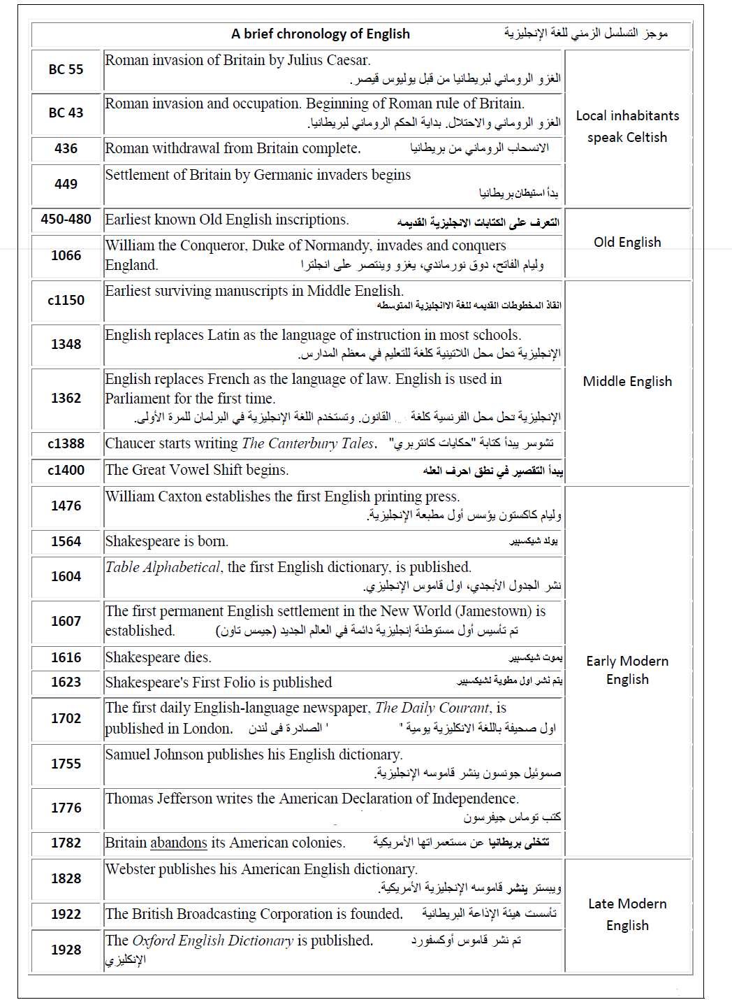 A brief chronology of English موجز التسلسل الزمني للغة الإنجليزية
BC 55
Roman invasion of Britain by Julius Caesar.
الغزو الروماني لبريطانيا من قبل يوليوس قيصر.
Local inhabitants
speak Celtish
BC 43
Roman invasion and occupation. Beginning of Roman rule of Britain.
الغزو الروماني والاحتلال. بداية الحكم الروماني لبريطانيا.
436
Roman withdrawal from Britain complete. الانسحاب الروماني من بريطانيا
449
Settlement of Britain by Germanic invaders begins
بدأ استيطان بريطانيا
450-480
Earliest known Old English inscriptions. التعرف على الكتابات الانجليزية القديمه
Old English
1066
William the Conqueror, Duke of Normandy, invades and conquers
England. وليام الفاتح، دوق نورماندي، يغزو وينتصر على انجلترا
c1150
Earliest surviving manuscripts in Middle English.
انقاذ المخطوطات القديمه للغة الاانجليزية المتوسطه
Middle English
1348
English replaces Latin as the language of instruction in most schools.
الإنجليزية تحل محل اللاتينية كلغة للتعليم في معظم المدارس.
1362
English replaces French as the language of law. English is used in
Parliament for the first time.
الإنجليزية تحل محل الفرنسية كلغة القانون. وتستخدم اللغة الإنجليزية في البرلمان للمرة الأولى.
c1388
Chaucer starts writing The Canterbury Tales. تشوسر يبدأ كتابة "حكايات كانتربري"
c1400
The Great Vowel Shift begins. يبدأ التقصير في نطق احرف العله
1476
William Caxton establishes the first English printing press.
وليام كاكستون يؤسس أول مطبعة الإنجليزية.
Early Modern
English
1564
Shakespeare is born. يولد شيكسبير
1604
Table Alphabetical, the first English dictionary, is published.
نشر الجدول الأبجدي، اول قاموس الإنجليزي.
1607
The first permanent English settlement in the New World (Jamestown) is
established. تم تأسيس أول مستوطنة إنجليزية دائمة في العالم الجديد (جيمس تاون)
1616
Shakespeare dies. يموت شيكسبير
1623
Shakespeare's First Folio is published يتم نشر اول مطوية لشيكسبير
1702
The first daily English-language newspaper, The Daily Courant, is
published in London. اول صحيفة باللغة الانكليزية يومية " ' الصادرة فى لندن
1755
Samuel Johnson publishes his English dictionary.
صموئيل جونسون ينشر قاموسه الإنجليزية.
1776
Thomas Jefferson writes the American Declaration of Independence.
كتب توماس جيفرسون
1782
Britain abandons its American colonies. تتخلى بريطانيا عن مستعمراتها الأمريكية
1828
Webster publishes his American English dictionary.
ويبستر ينشر قاموسه الإنجليزية الأمريكية.
Late Modern
English
1922
The British Broadcasting Corporation is founded. تأسست هيئة الإذاعة البريطانية
1928
The Oxford English Dictionary is published. تم نشر قاموس أوكسفورد
الإنكليزي